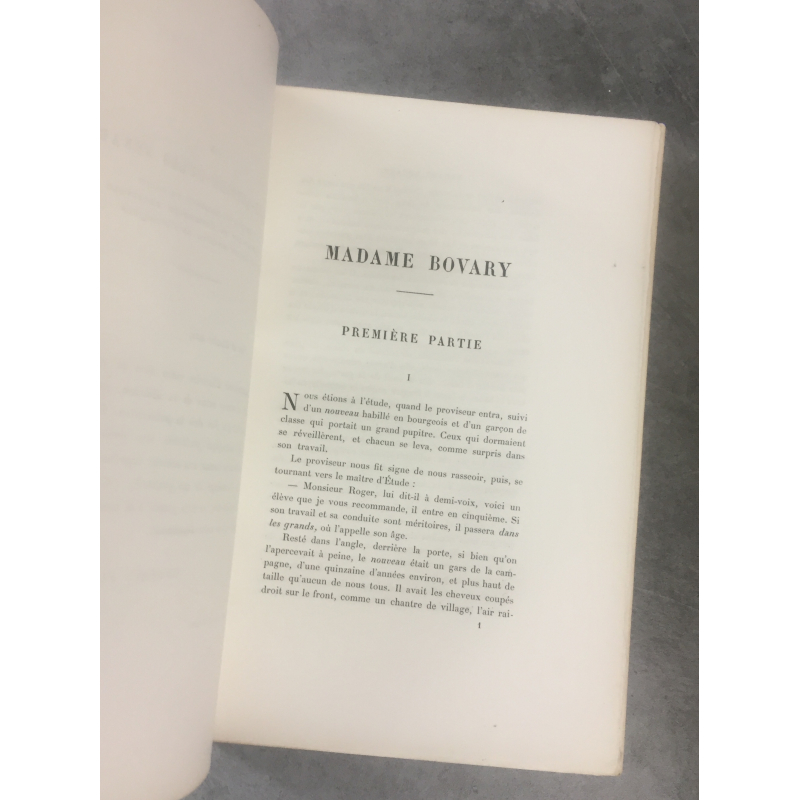 MADAME BOVARY
PREMIÈRE PARTIE
I
Nous étions à l'étude, quand le proviseur entra, suivi
d'un nouveau habillé en bourgeois et d'un garçon de
classe qui portait un grand pupitre. Ceux qui dormaient
se réveillèrent, et chacun se leva, comme surpris dans
son travail.
Le proviseur nous fit signe de nous rasseoir, puis, se
tournant vers le maître d'Étude :
— Monsieur Roger, lui dit-il à demi-voix, voici un
élève que je vous recommande, il entre en cinquième. Si
son travail et sa conduite sont méritoires, il passera dans
les grands, où l'appelle son âge.
Resté dans l'angle, derrière la porte, si bien qu'on
l'apercevait à peine, le nouveau était un gars de la cam-
pagne, d'une quinzaine d'années environ, et plus haut de
taille qu'aucun de nous tous. Il avait les cheveux coupés
droit sur le front, comme un chantre de village, l'air rai-
1